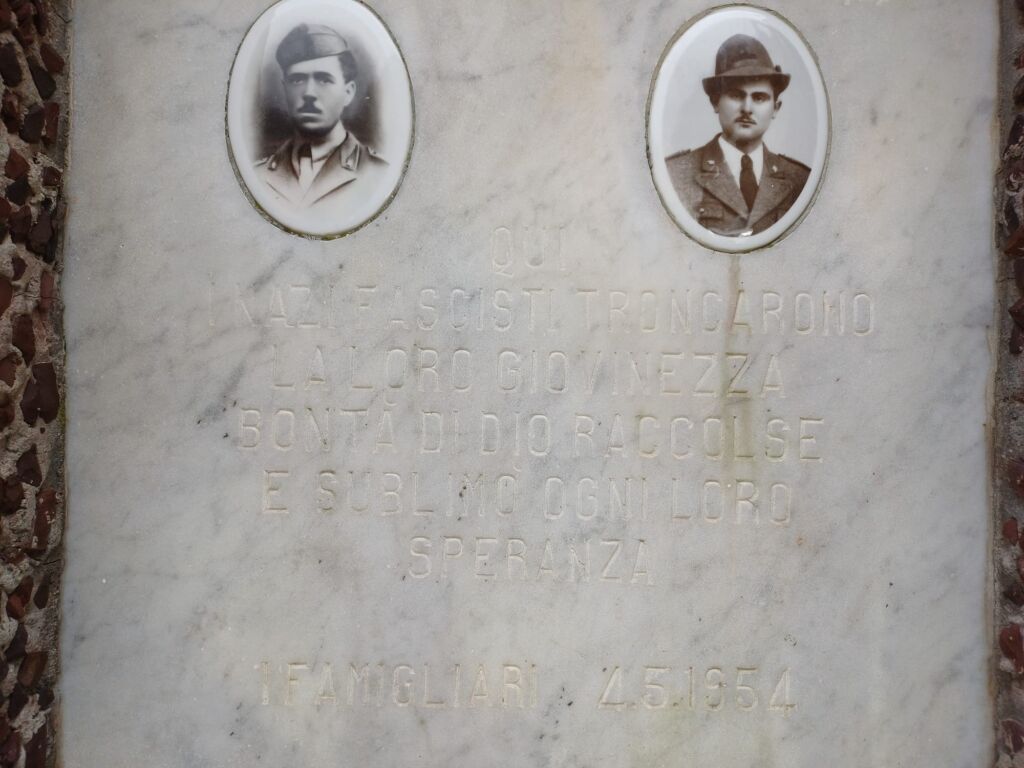 QUI
I NAZI FASCISTI TRONCARONO
LA LORO GIOVINEZZA
BONTÀ DI DIO RACCOLSE
E SUBLIMÒ OGNI LORO
SPERANZA
I FAMIGLIARI 4.5.1954